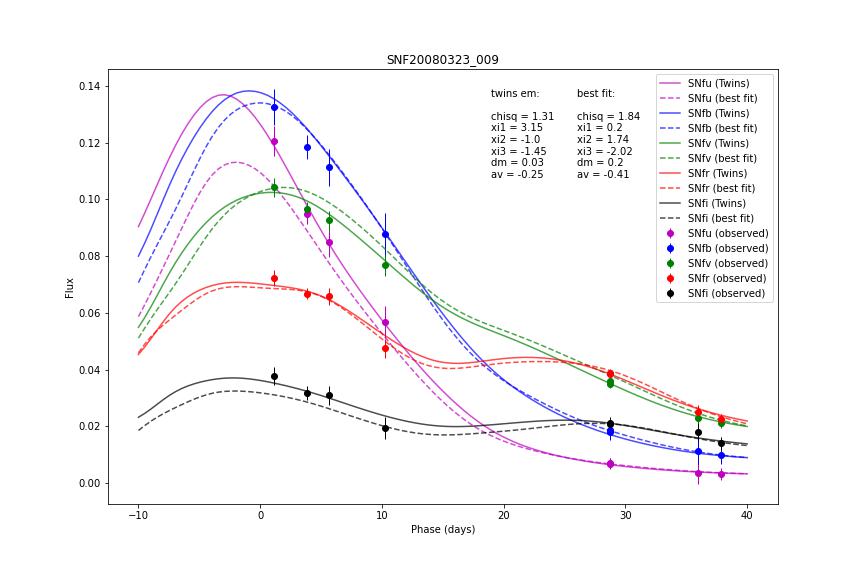 SNF20080323_009
0.14
0.12
0.10
0.08
0.06
0.04
0.02
0.00
Flux
−10
0
10
20
30
40
Phase (days)
twins em:
chisq = 1.31
xi1 = 3.15
xi2 = -1.0
xi3 = -1.45
dm = 0.03
av = -0.25
best fit:
chisq = 1.84
xi1 = 0.2
xi2 = 1.74
xi3 = -2.02
dm = 0.2
av = -0.41
SNfu (Twins)
SNfu (best fit)
SNfb (Twins)
SNfb (best fit)
SNfv (Twins)
SNfv (best fit)
SNfr (Twins)
SNfr (best fit)
SNfi (Twins)
SNfi (best fit)
SNfu (observed)
SNfb (observed)
SNfv (observed)
SNfr (observed)
SNfi (observed)